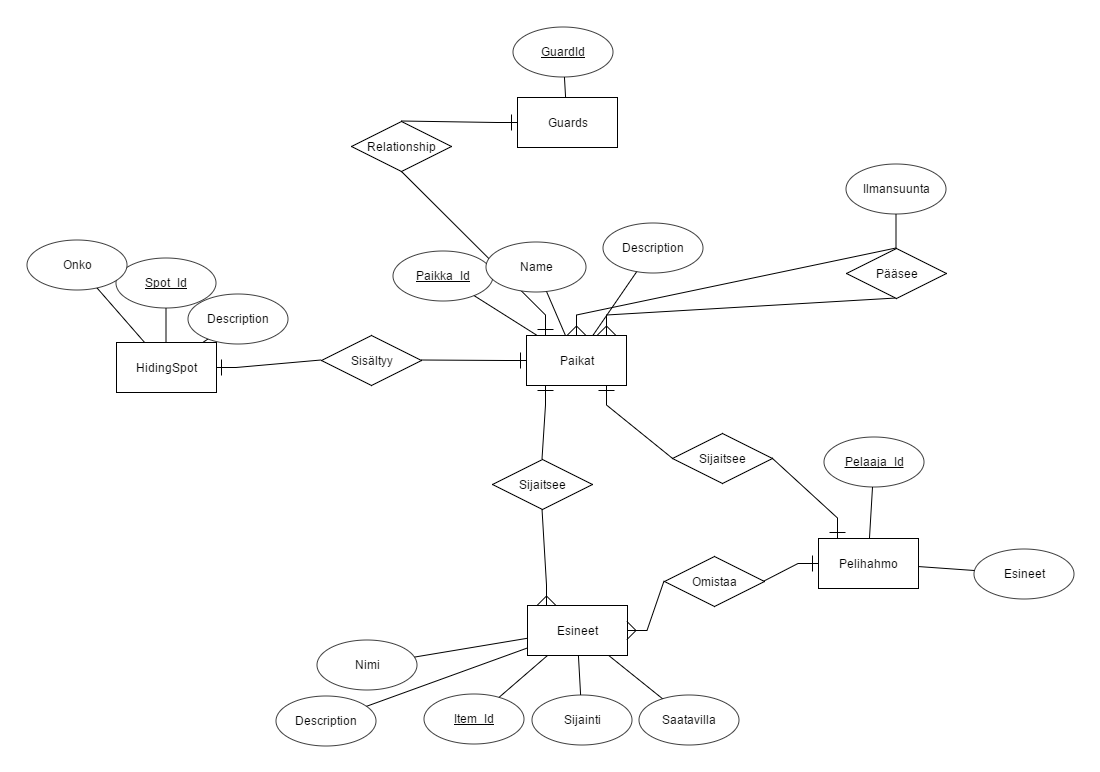 GuardId
Guards
Relationship
Ilmansuunta
Onko
Spot_Id
Description
Paikka_Id
Name
Description
Pääsee
HidingSpot
Sisältyy
Paikat
Sijaitsee
Sijaitsee
Pelaaja_Id
Pelihahmo
Omistaa
Esineet
Esineet
Nimi
Description
Item_Id
Sijainti
Saatavilla